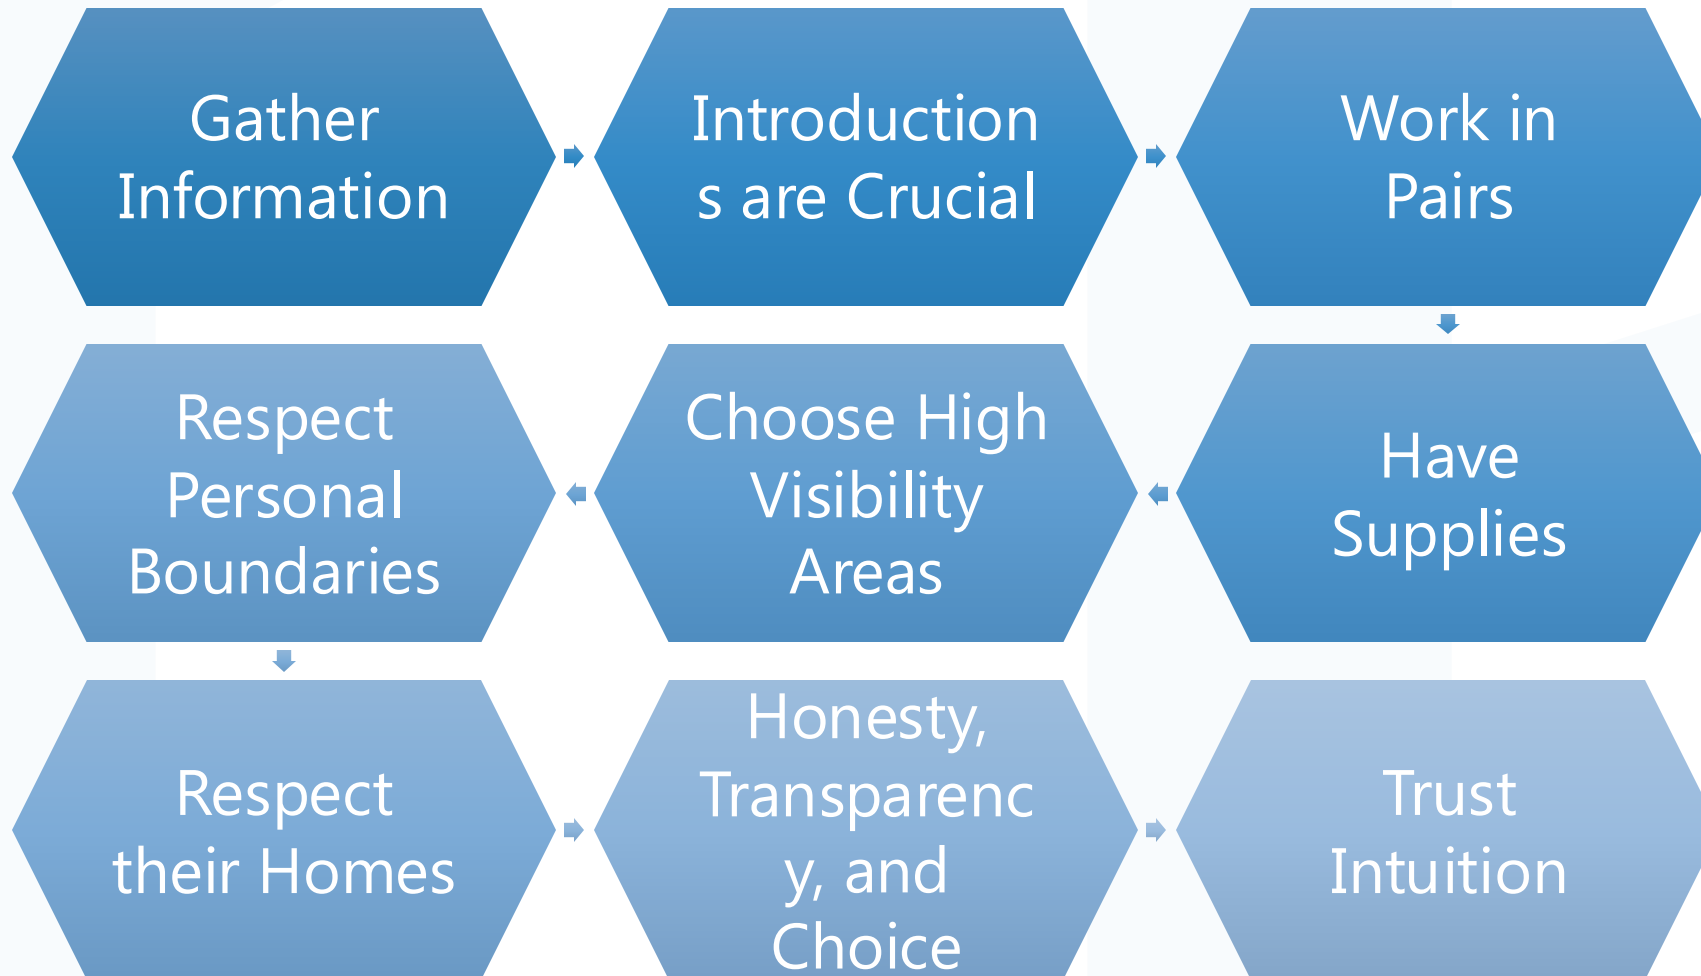 Gather
Information
Introduction
s are Crucial
Work in
Pairs
Have
Supplies
Choose High
Visibility
Areas
Respect
Personal
Boundaries
Respect
their Homes
Honesty,
Transparenc
y, and
Choice
Trust
Intuition